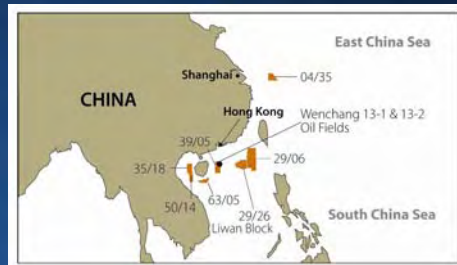 East China Sea
Shanghai
04/35
CHINA
Hong Kong
Wenchang 13-1 & 13-2
Oil Fields
39/05
35/18
29/06
63/05
50/14
29/26
Liwan Block
South China Sea